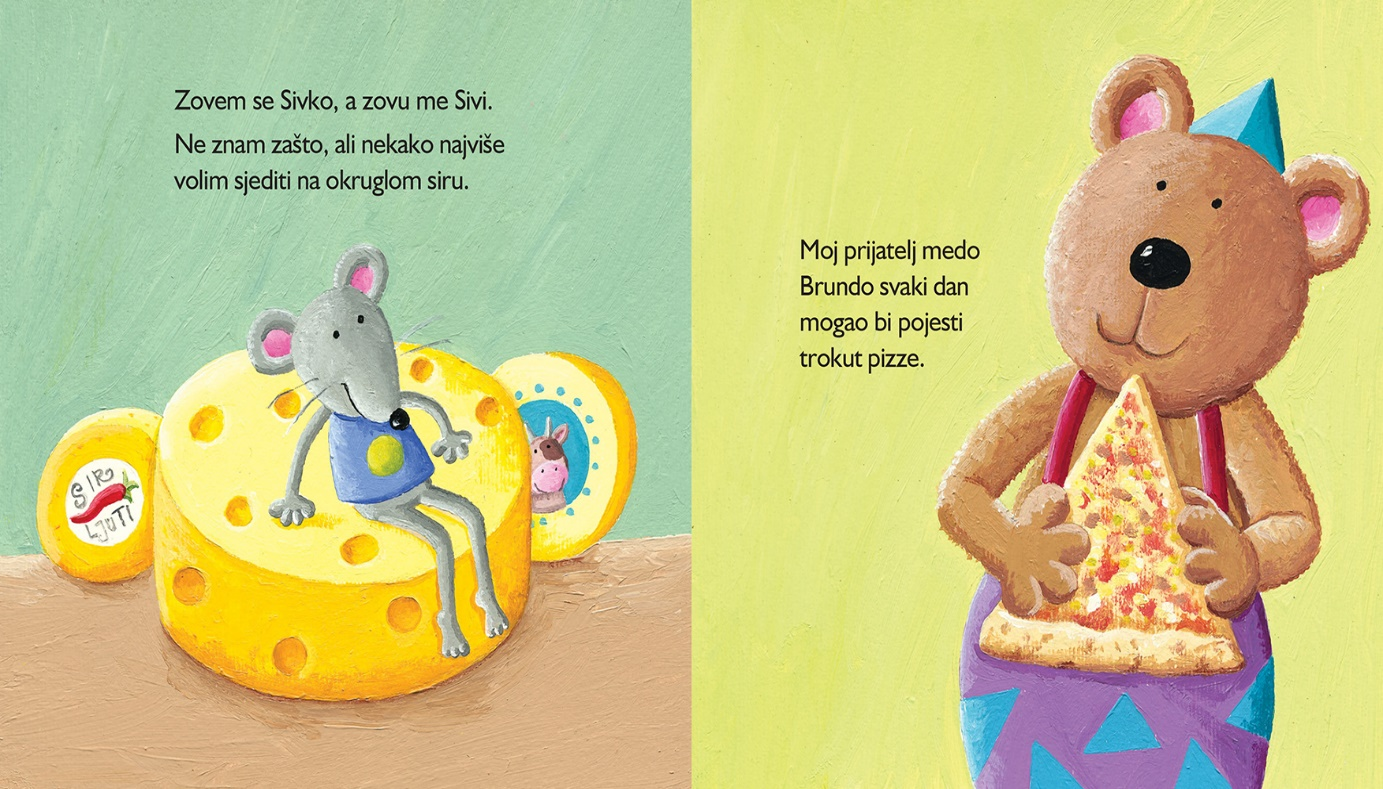 Zovem se Sivko, a zovu me Sivi.
Ne znam zašto, ali nekako najviše
volim sjediti na okruglom siru.
SIR
LJUTI
Moj prijatelj medo
Brundo svaki dan
mogao bi pojesti
trokut pizze.